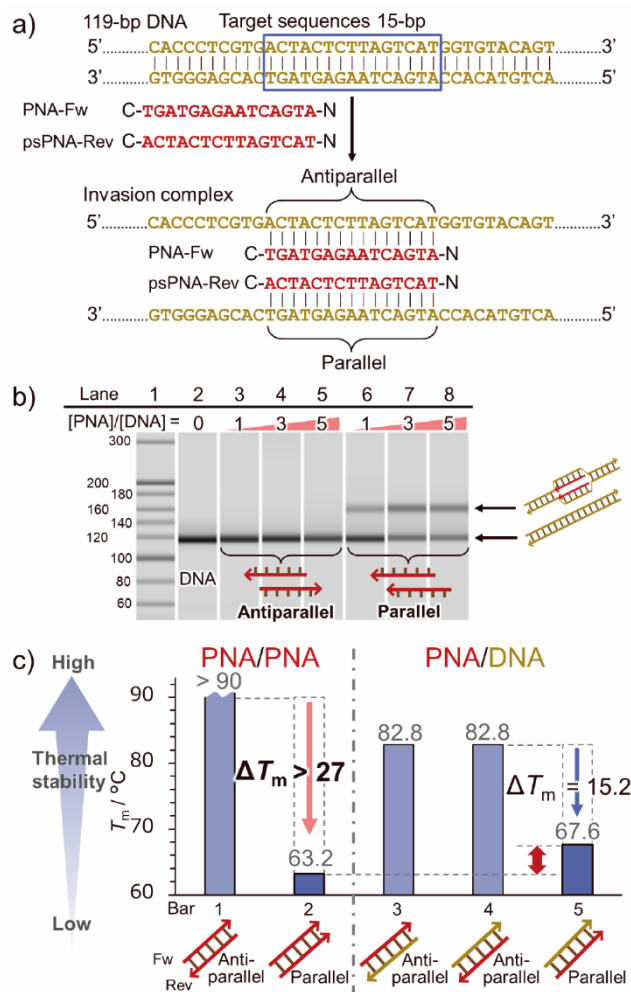 a)
119-bp DNA Target sequences 15-bp
5’ CACCCTCGTGACTACTCTTAGTCATGGTGTACAGT...........3’
3’...........GTGGGAGCACTGATGAGAATCAGTACCACATGTCA...........5’
PNA-Fw C-TGATGAGAATCAGTA-N
psPNA-Rev C-ACTACTCTTAGTCAT-N
Antiparallel
Invasion complex
5’...........CACCCTCGTGACTACTCTTAGTCATGGTGTACAGT...........3’
PNA-Fw C-TGATGAGAATCAGTA-N
psPNA-Rev C-ACTACTCTTAGTCAT-N
3’...........GTGGGAGCACTGATGAGAATCAGTACCACATGTCA...........5’
Parallel
b)
Lane 1 2 3 4 5 6 7 8
[PNA]/[DNA] = 0 1 3 5 1 3 5
300
200
180
160
140
120
100
80
60
DNA
Antiparallel Parallel
c)
High
Thermal
stability
Low
PNA/PNA PNA/DNA
Tm / °C
90
80
70
60
> 90
ΔTm > 27
63.2
82.8
82.8
ΔTm = 15.2
67.6
Bar 1 2 3 4 5
Fw
Rev
Anti-
parallel
Parallel
Anti-
parallel
Anti-
parallel
Parallel